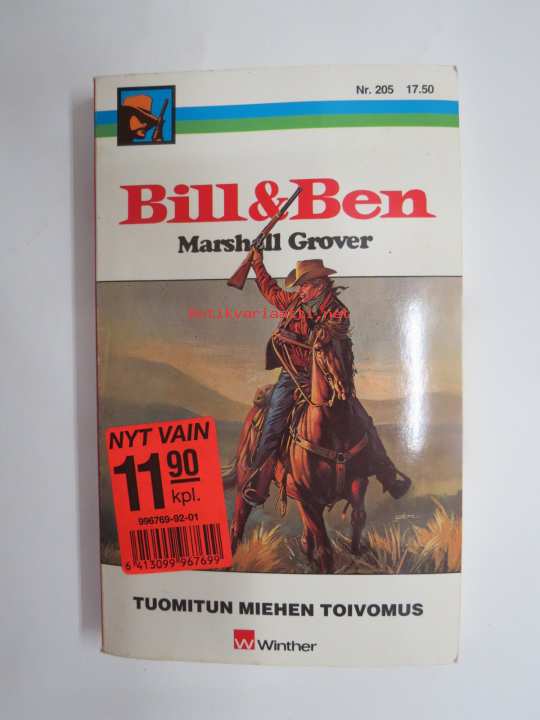 Nr. 205 17.50
Bill&Ben
Marshall Grover
Antikvariaatti.net
NYT VAIN
11 90
kpl.
996769-92-01
6 413099 967699
TUOMITUN MIEHEN TOIVOMUS
W Winther